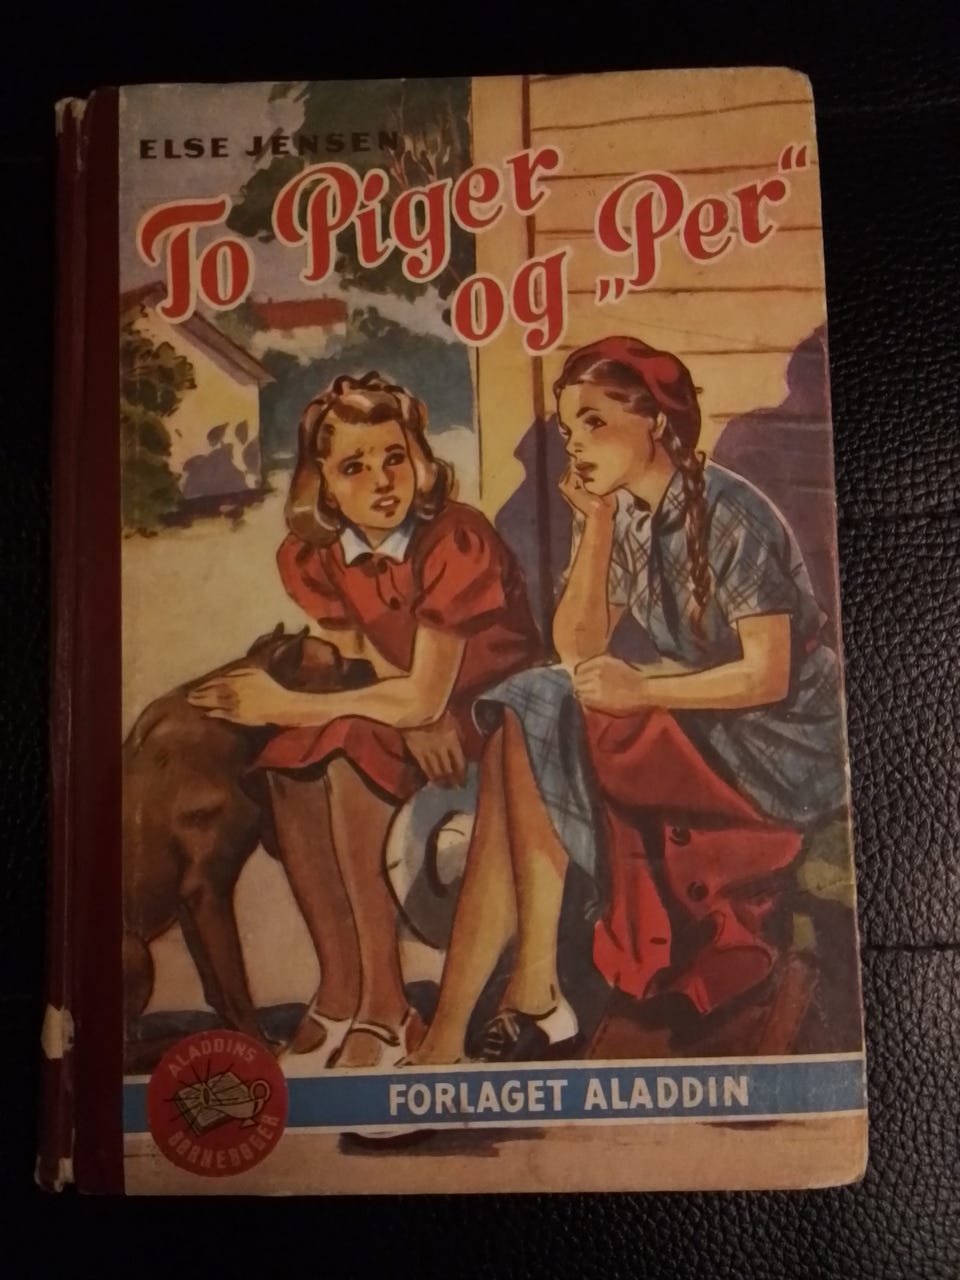 ELSE JENSEN
To Piger
og „Per“
ALADDINS
BØRNEBØGER
FORLAGET ALADDIN